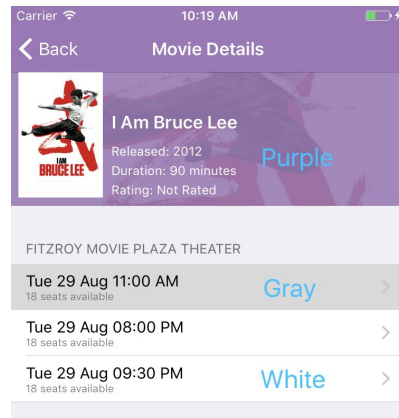 Carrier 10:19 AM
Back Movie Details
I AM
BRUCE LEE
I Am Bruce Lee
Released: 2012
Duration: 90 minutes
Rating: Not Rated
Purple
FITZROY MOVIE PLAZA THEATER
Tue 29 Aug 11:00 AM
18 seats available
Gray
Tue 29 Aug 08:00 PM
18 seats available
Tue 29 Aug 09:30 PM
18 seats available
White